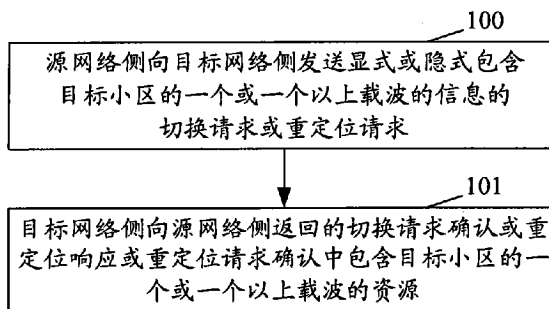 100
源网络侧向目标网络侧发送显式或隐式包含
目标小区的一个或一个以上载波的信息的
切换请求或重定位请求
101
目标网络侧向源网络侧返回的切换请求确认或重
定位响应或重定位请求确认中包含目标小区的一
个或一个以上载波的资源